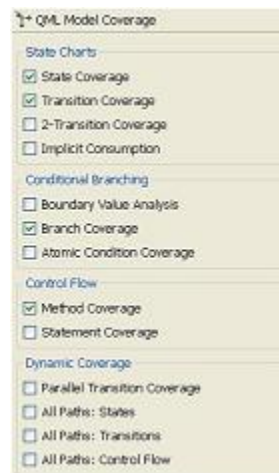 QML Model Coverage
State Charts
State Coverage
Transition Coverage
2-Transition Coverage
Implicit Consumption
Conditional Branching
Boundary Value Analysis
Branch Coverage
Atomic Condition Coverage
Control Flow
Method Coverage
Statement Coverage
Dynamic Coverage
Parallel Transition Coverage
All Paths: States
All Paths: Transitions
All Paths: Control Flow